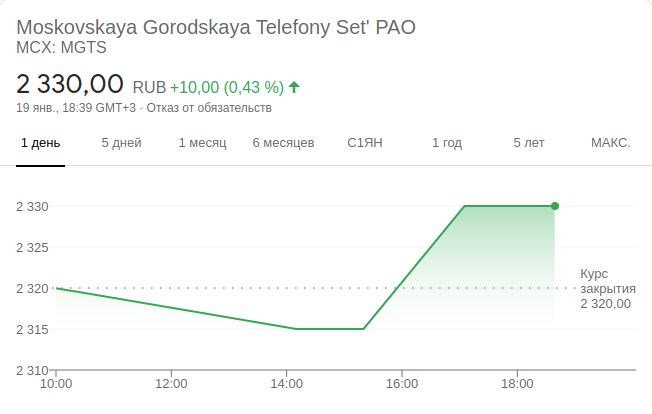 Moskovskaya Gorodskaya Telefony Set' PAO
MCX: MGTS
2 330,00 RUB +10,00 (0,43 %)
19 янв., 18:39 GMT+3 · Отказ от обязательств
1 день 5 дней 1 месяц 6 месяцев С1ЯН 1 год 5 лет МАКС.
2 330
2 325
2 320
2 315
2 310
Курс
закрытия
2 320,00
10:00 12:00 14:00 16:00 18:00